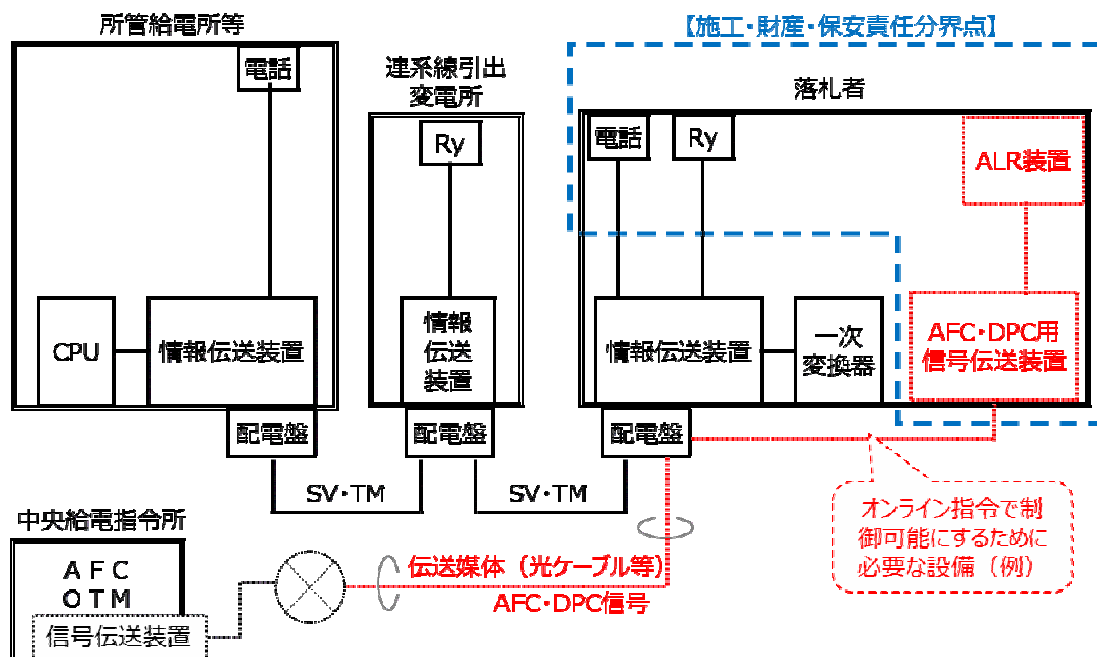 所管給電所等
電話
CPU
情報伝送装置
配電盤
連系線引出
変電所
Ry
情報
伝送
装置
配電盤
【施工・財産・保安責任分界点】
落札者
電話
Ry
ALR装置
情報伝送装置
一次
変換器
AFC・DPC用
信号伝送装置
配電盤
SV・TM
SV・TM
オンライン指令で制
御可能にするために
必要な設備（例）
中央給電指令所
AFC
OTM
信号伝送装置
伝送媒体（光ケーブル等）
AFC・DPC信号